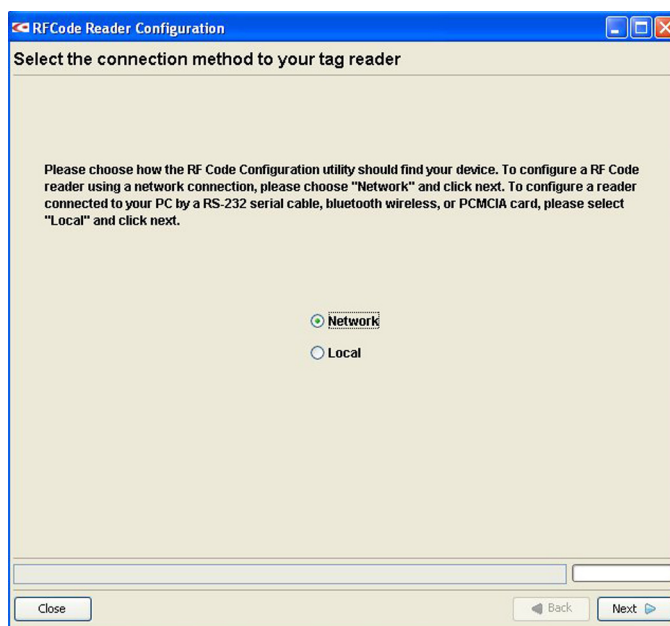 RFCode Reader Configuration
Select the connection method to your tag reader
Please choose how the RF Code Configuration utility should find your device. To configure a RF Code
reader using a network connection, please choose "Network" and click next. To configure a reader
connected to your PC by a RS-232 serial cable, bluetooth wireless, or PCMCIA card, please select
"Local" and click next.
Network
Local
Close
Back
Next